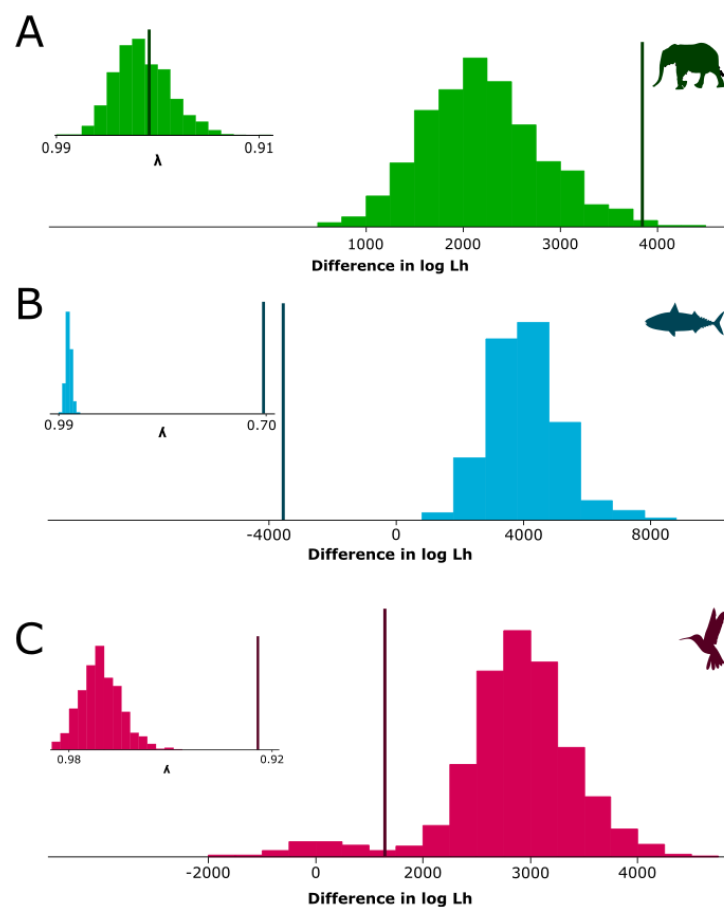 A
0.99 0.91
λ
1000 2000 3000 4000
Difference in log Lh
B
0.99 0.70
ʎ
-4000 0 4000 8000
Difference in log Lh
C
0.98 0.92
ʎ
-2000 0 2000 3000 4000
Difference in log Lh